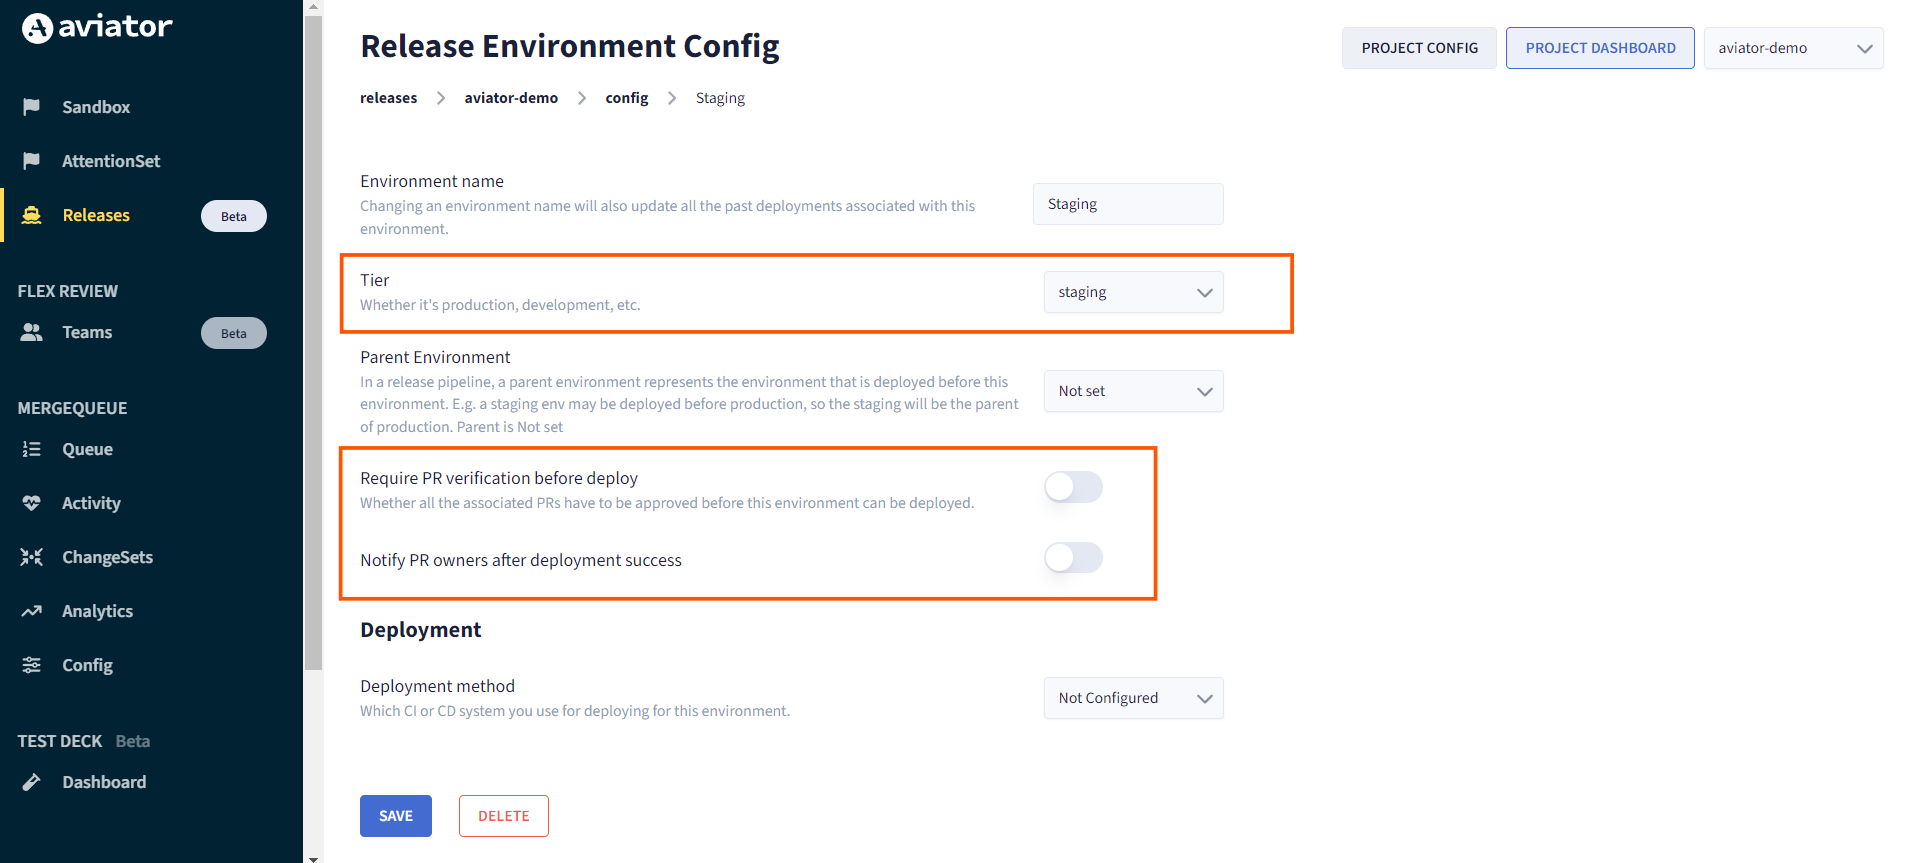 aviator
Sandbox
AttentionSet
Releases Beta
FLEX REVIEW
Teams Beta
MERGEQUEUE
Queue
Activity
ChangeSets
Analytics
Config
TEST DECK Beta
Dashboard
Release Environment Config
PROJECT CONFIG
PROJECT DASHBOARD
aviator-demo
releases > aviator-demo > config > Staging
Environment name
Changing an environment name will also update all the past deployments associated with this
environment.
Staging
Tier
Whether it's production, development, etc.
staging
Parent Environment
In a release pipeline, a parent environment represents the environment that is deployed before this
environment. E.g. a staging env may be deployed before production, so the staging will be the parent
of production. Parent is Not set
Not set
Require PR verification before deploy
Whether all the associated PRs have to be approved before this environment can be deployed.
Notify PR owners after deployment success
Deployment
Deployment method
Which CI or CD system you use for deploying for this environment.
Not Configured
SAVE
DELETE